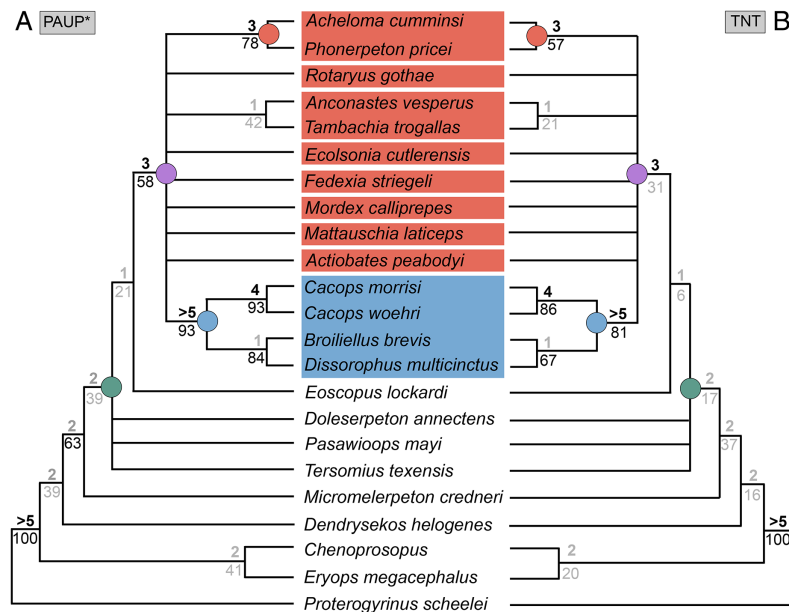 A PAUP* TNT B
3 Acheloma cumminsi 3
78 Phonerpeton pricei 57
Rotaryus gothae
1 Anconastes vesperus 1
42 Tambachia trogallas 21
Ecolsonia cutlerensis
3 3
58 Fedexia striegeli 31
Mordex calliprepes
Mattauschia laticeps
Actiobates peabodyi
1 1
21 6
4 Cacops morrisi 4
93 Cacops woehri 86
>5 >5
93 81
1 Broiliellus brevis 1
84 Dissorophus multicinctus 67
2 2
39 Eoscopus lockardi 17
Doleserpeton annectens
2 2
63 Pasawioops mayi 37
Tersomius texensis
2 2
39 Micromelerpeton credneri 16
Dendrysekos helogenes
>5 >5
100 100
2 Chenoprosopus 2
41 Eryops megacephalus 20
Proterogyrinus scheelei